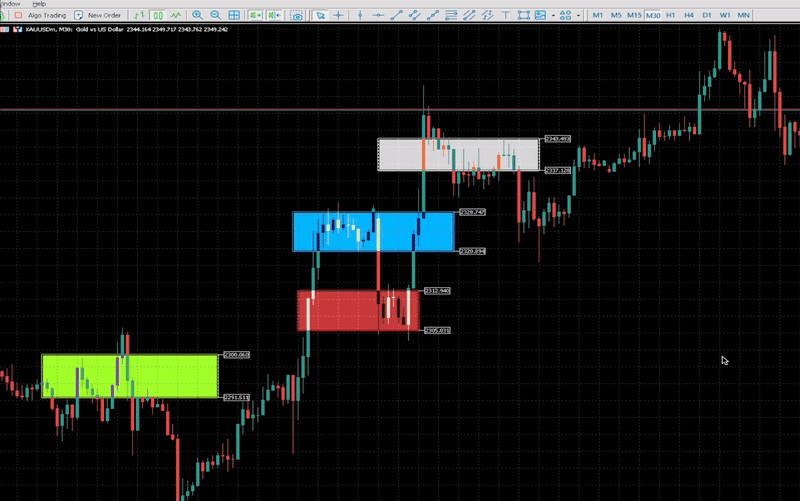 indow Help
Algo Trading New Order M1 M5 M15 M30 H1 H4 D1 W1 MN
XAUUSDm, M30: Gold vs US Dollar 2344.164 2349.717 2343.762 2349.242
2343.493
2337.128
2328.747
2320.894
2312.940
2305.031
2300.060
2291.511